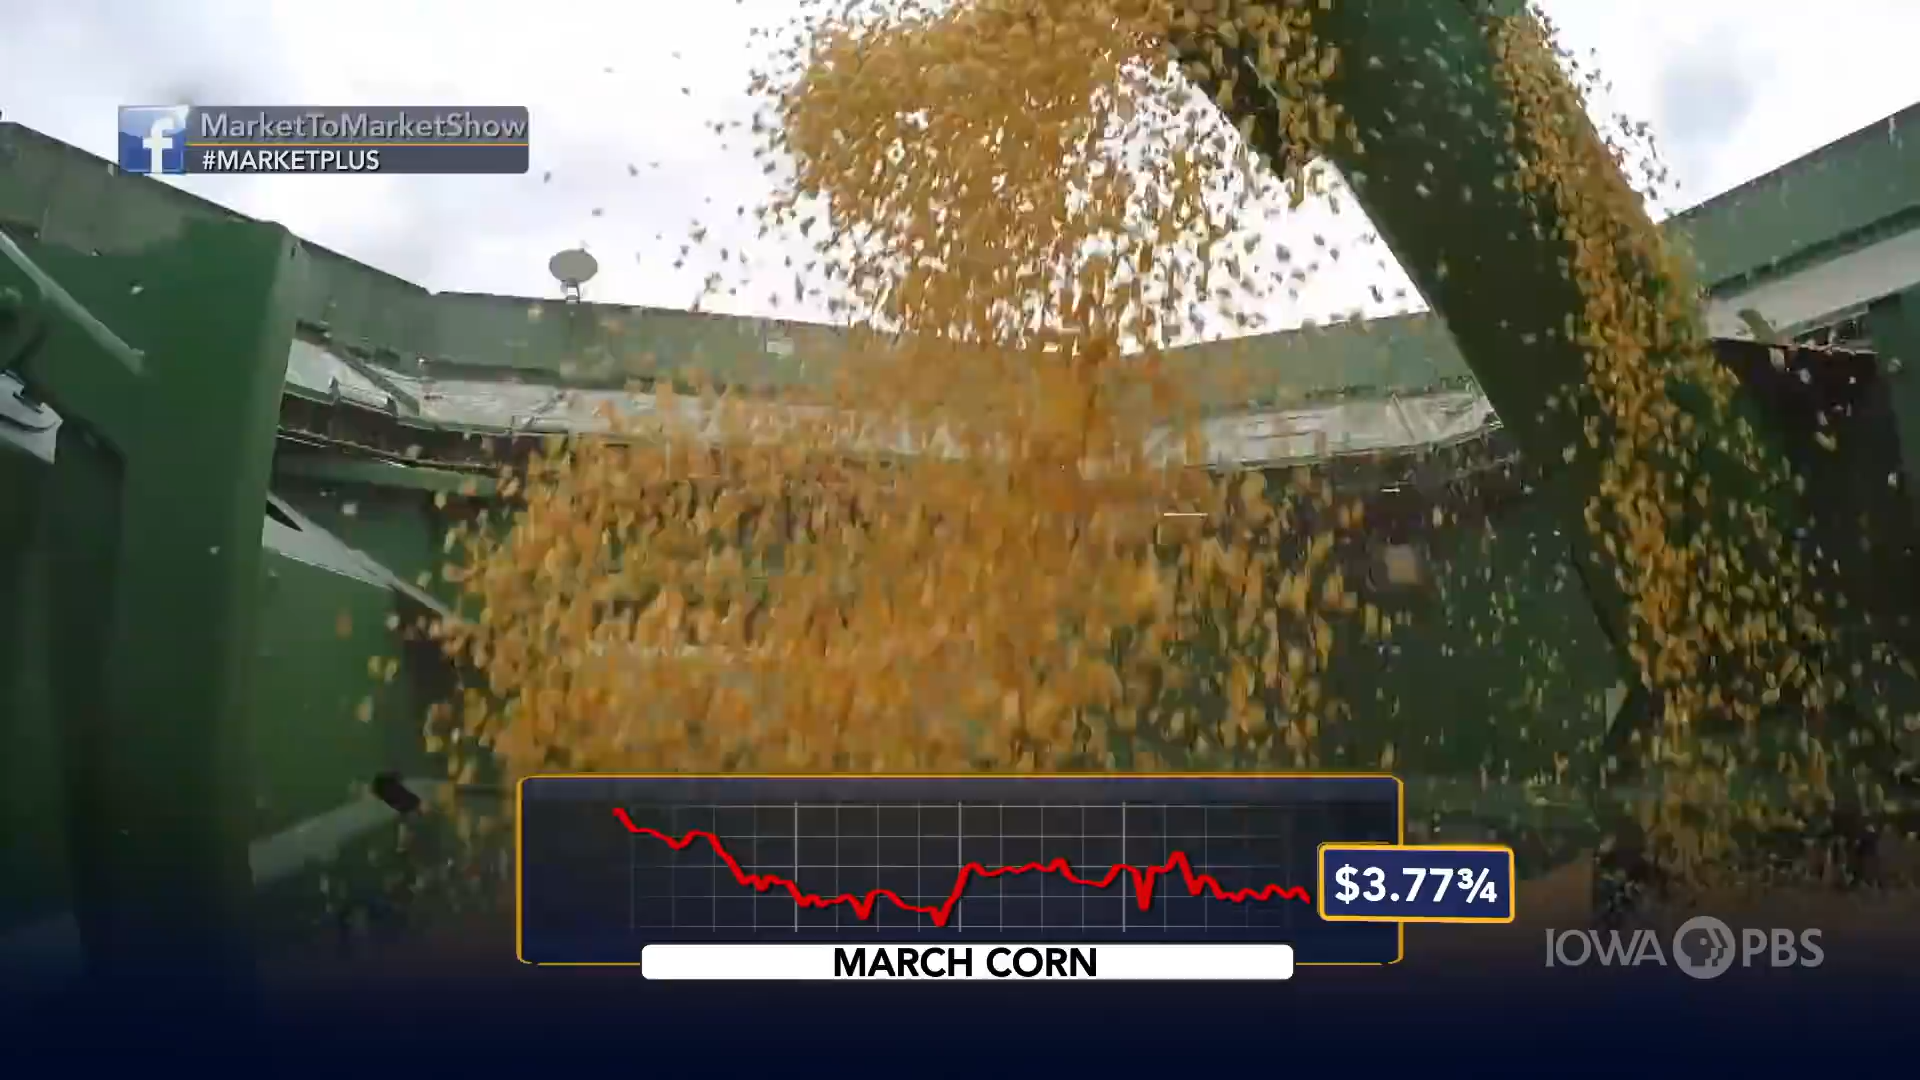 MarketToMarketShow
#MARKETPLUS
$3.77¾
MARCH CORN
IOWA PBS